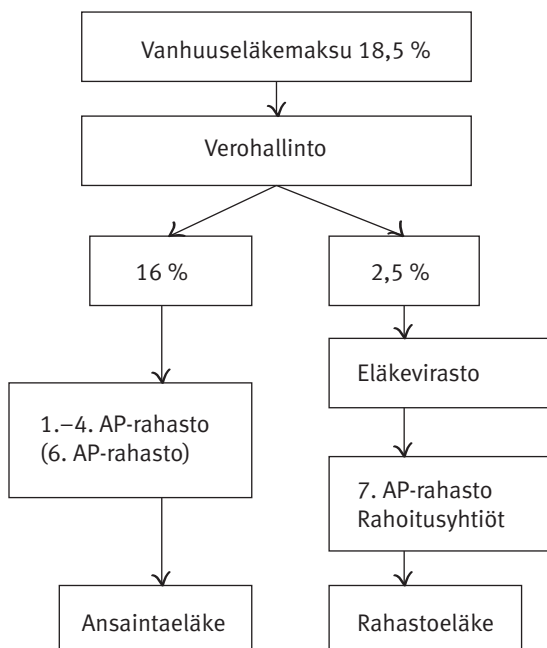 Vanhuuseläkemaksu 18,5 %
Verohallinto
16 %
2,5 %
Eläkevirasto
1.–4. AP-rahasto
(6. AP-rahasto)
7. AP-rahasto
Rahoitusyhtiöt
Ansaintaeläke
Rahastoeläke